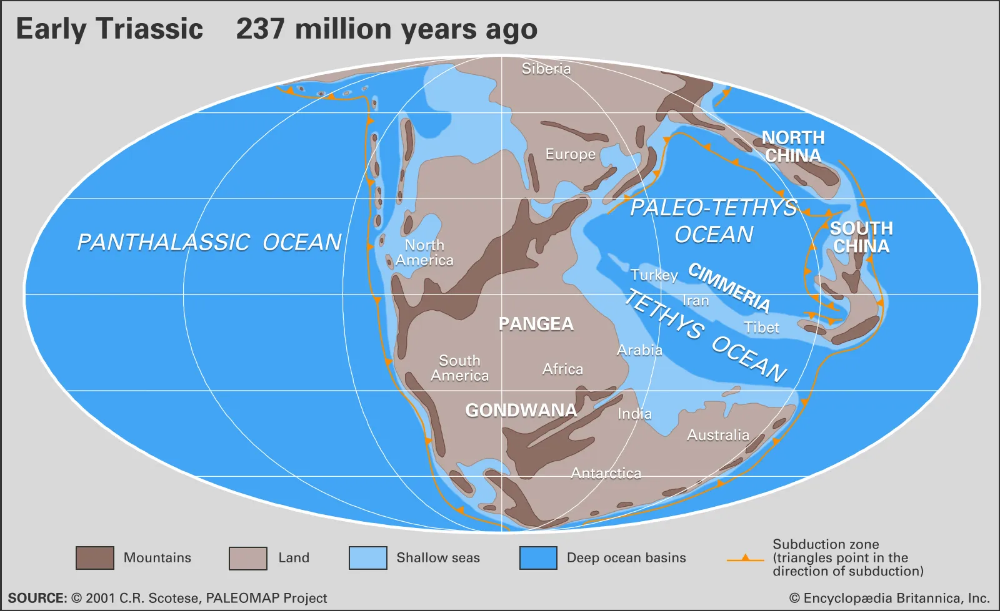 Early Triassic 237 million years ago
Siberia
NORTH
CHINA
Europe
PALEO-TETHYS
OCEAN
PANTHALASSIC OCEAN
SOUTH
CHINA
North
America
Turkey
CIMMERIA
Iran
TETHYS OCEAN
Tibet
PANGEA
Arabia
South
America
Africa
GONDWANA
India
Australia
Antarctica
Mountains
Land
Shallow seas
Deep ocean basins
Subduction zone
(triangles point in the
direction of subduction)
SOURCE: © 2001 C.R. Scotese, PALEOMAP Project
© Encyclopædia Britannica, Inc.